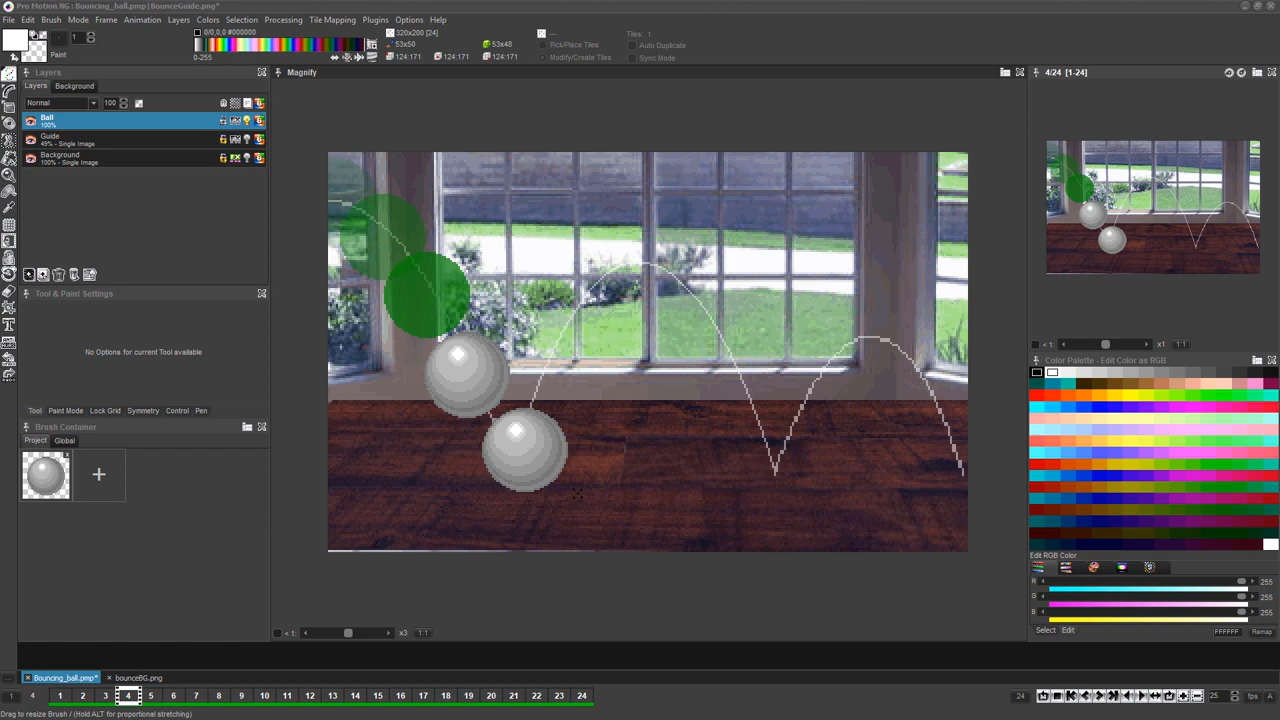 Pro Motion NG : Bouncing_ball.pmp|BounceGuide.png*
File Edit Brush Mode Frame Animation Layers Colors Selection Processing Tile Mapping Plugins Options Help
1
Paint
0/0,0,0 #000000
0-255
320x200 [24]
53x50
53x48
124:171
124:171
124:171
---
Pick/Place Tiles
Modify/Create Tiles
Tiles: 1
Auto Duplicate
Sync Mode
Layers
Layers Background
Normal 100
Ball
100%
Guide
49% - Single Image
Background
100% - Single Image
Tool & Paint Settings
No Options for current Tool available
Tool Paint Mode Lock Grid Symmetry Control Pen
Brush Container
Project Global
x
+
Magnify
< 1: x3 1:1
4/24 [1-24]
< 1: x1 1:1
Color Palette - Edit Color as RGB
Edit RGB Color
R 255
G 255
B 255
Select Edit FFFFFF Remap
Bouncing_ball.pmp* bounceBG.png
1 4 1 2 3 4 5 6 7 8 9 10 11 12 13 14 15 16 17 18 19 20 21 22 23 24 24 25 fps A
Drag to resize Brush / (Hold ALT for proportional stretching)